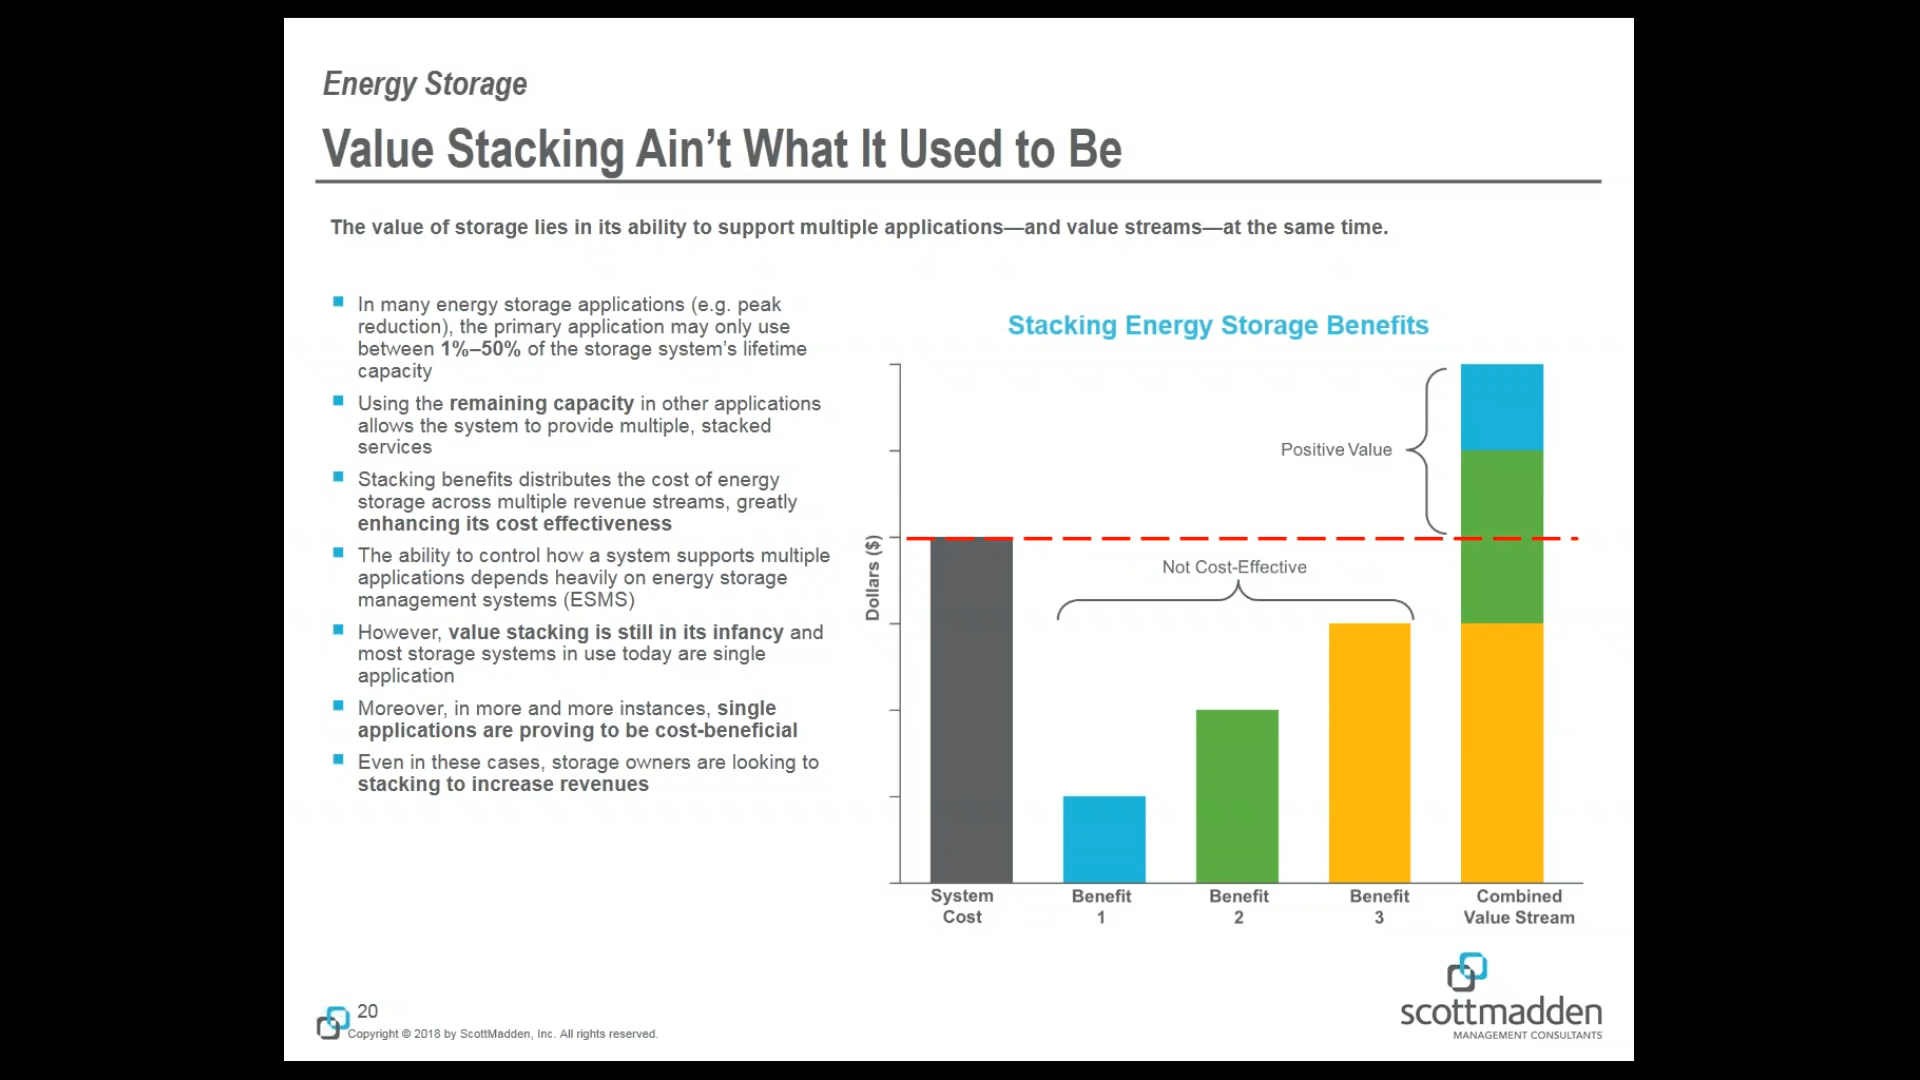 Energy Storage
Value Stacking Ain’t What It Used to Be
The value of storage lies in its ability to support multiple applications—and value streams—at the same time.
In many energy storage applications (e.g. peak
reduction), the primary application may only use
between 1%–50% of the storage system’s lifetime
capacity
Using the remaining capacity in other applications
allows the system to provide multiple, stacked
services
Stacking benefits distributes the cost of energy
storage across multiple revenue streams, greatly
enhancing its cost effectiveness
The ability to control how a system supports multiple
applications depends heavily on energy storage
management systems (ESMS)
However, value stacking is still in its infancy and
most storage systems in use today are single
application
Moreover, in more and more instances, single
applications are proving to be cost-beneficial
Even in these cases, storage owners are looking to
stacking to increase revenues
Stacking Energy Storage Benefits
Positive Value
Not Cost-Effective
Dollars ($)
System
Cost
Benefit
1
Benefit
2
Benefit
3
Combined
Value Stream
20
Copyright © 2018 by ScottMadden, Inc. All rights reserved.
scottmadden
MANAGEMENT CONSULTANTS